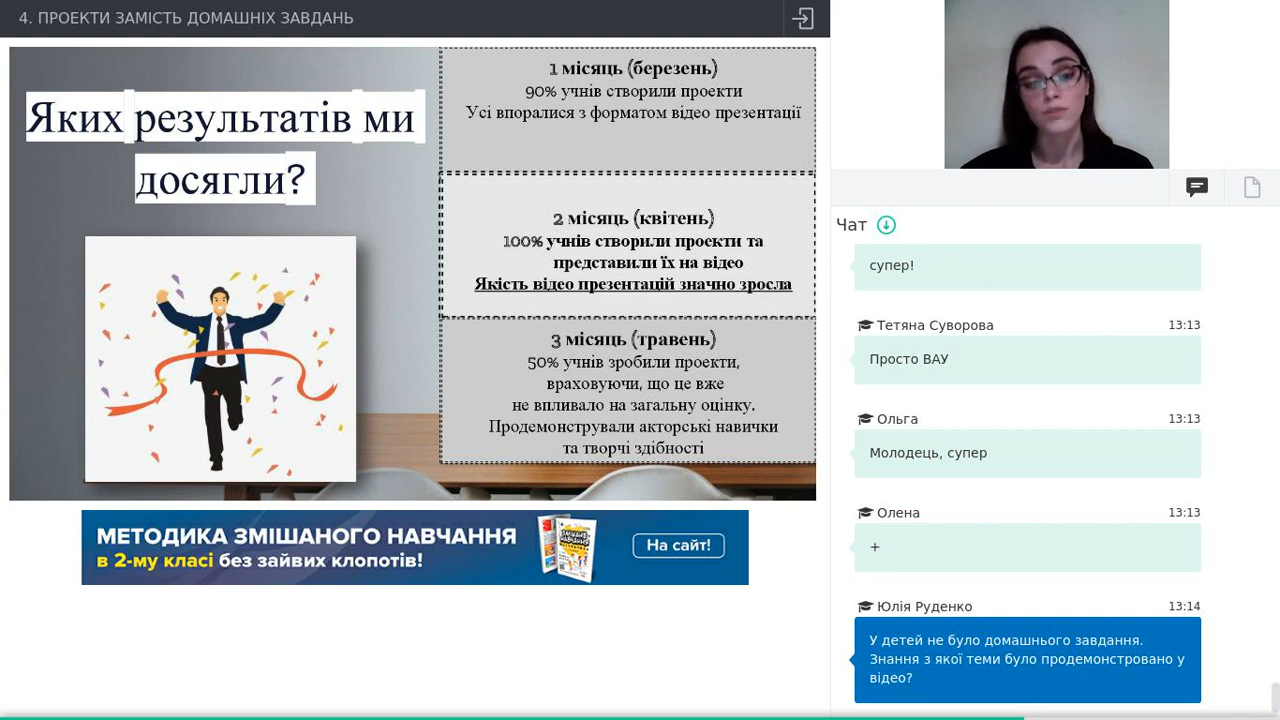 4. ПРОЕКТИ ЗАМІСТЬ ДОМАШНІХ ЗАВДАНЬ
Яких результатів ми
досягли?
1 місяць (березень)
90% учнів створили проекти
Усі впоралися з форматом відео презентації
2 місяць (квітень)
100% учнів створили проекти та
представили їх на відео
Якість відео презентацій значно зросла
3 місяць (травень)
50% учнів зробили проекти,
враховуючи, що це вже
не впливало на загальну оцінку.
Продемонстрували акторські навички
та творчі здібності
МЕТОДИКА ЗМІШАНОГО НАВЧАННЯ
в 2-му класі без зайвих клопотів!
На сайт!
Чат
супер!
Тетяна Суворова 13:13
Просто ВАУ
Ольга 13:13
Молодець, супер
Олена 13:13
+
Юлія Руденко 13:14
У детей не було домашнього завдання.
Знання з якої теми було продемонстровано у
відео?